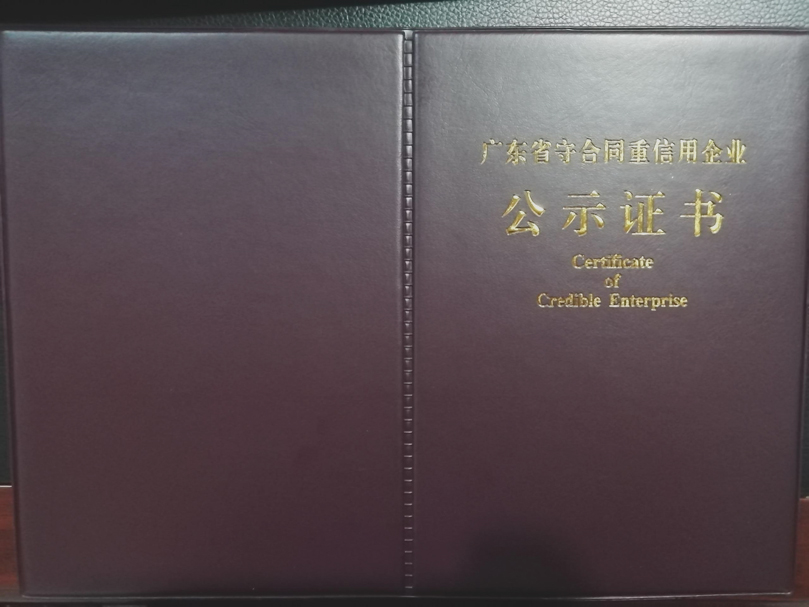 广东省守合同重信用企业
公示证书
Certificate
of
Credible Enterprise